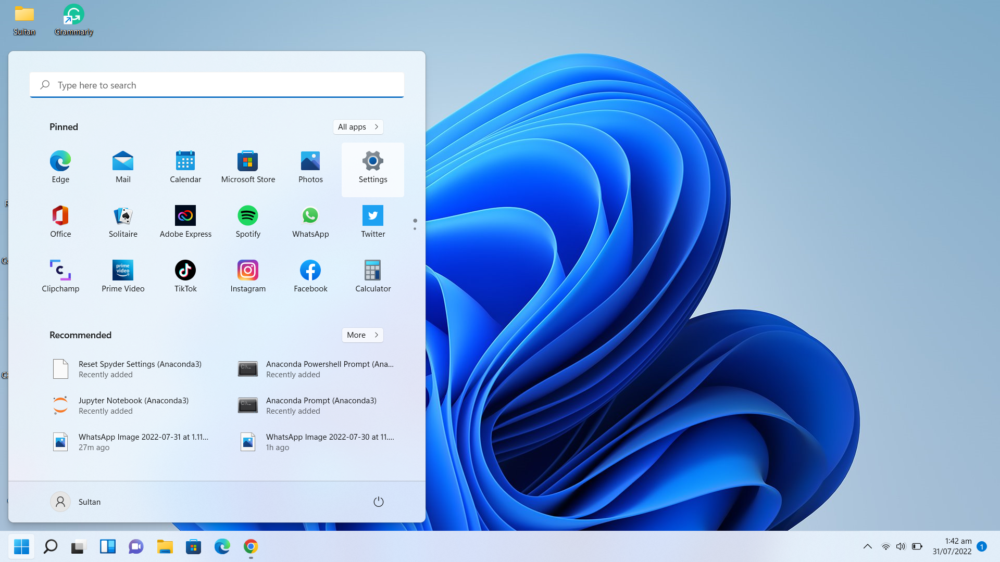 Sultan
Grammarly
Type here to search
Pinned
All apps
Edge
Mail
Calendar
Microsoft Store
Photos
Settings
Office
Solitaire
Adobe Express
Spotify
WhatsApp
Twitter
prime
video
Clipchamp
Prime Video
TikTok
Instagram
Facebook
Calculator
Recommended
More
Reset Spyder Settings (Anaconda3)
Recently added
Anaconda Powershell Prompt (Ana...
Recently added
Jupyter Notebook (Anaconda3)
Recently added
Anaconda Prompt (Anaconda3)
Recently added
WhatsApp Image 2022-07-31 at 1.11...
27m ago
WhatsApp Image 2022-07-30 at 11....
1h ago
Sultan
1:42 am
31/07/2022
1